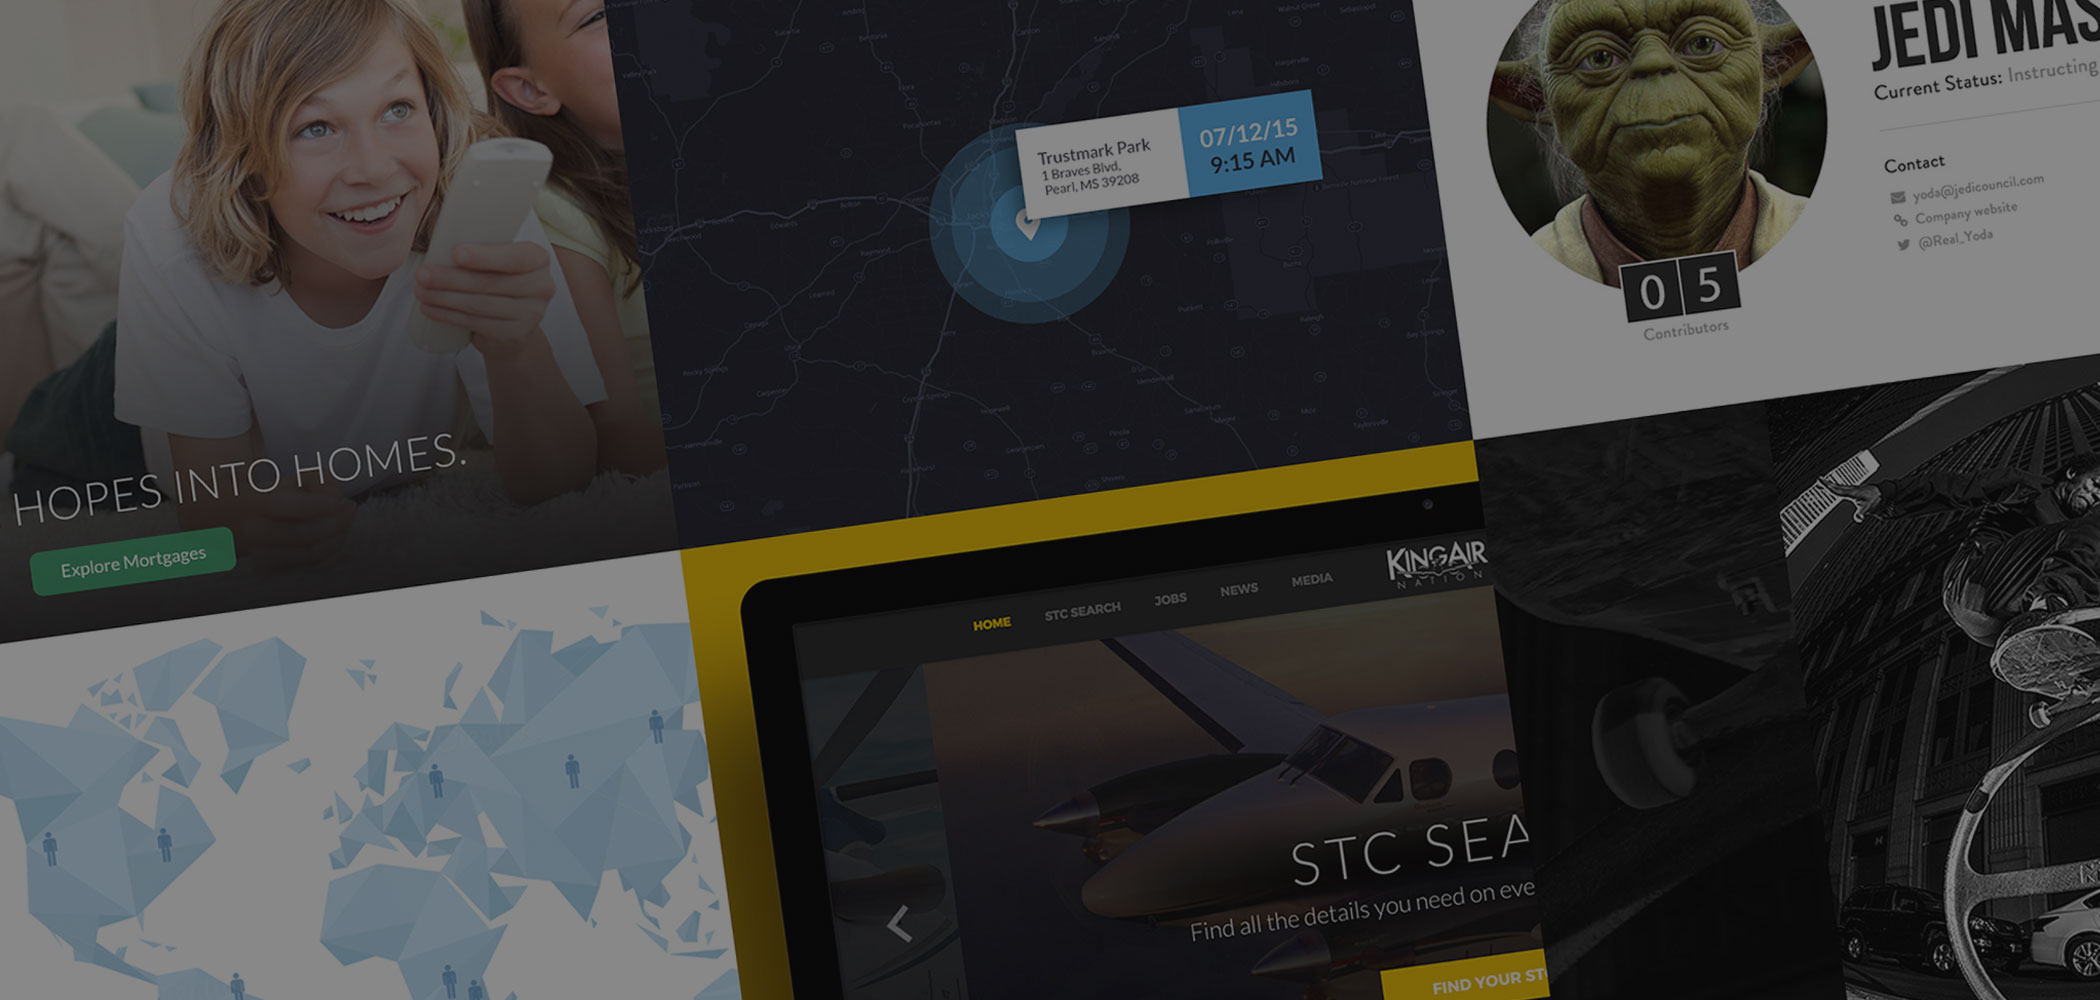 HOPES INTO HOMES.
Explore Mortgages
Trustmark Park
1 Braves Blvd,
Pearl, MS 39208
07/12/15
9:15 AM
JEDI MAS
Current Status: Instructing
Contact
yoda@jedicouncil.com
Company website
@Real_Yoda
0 5
Contributors
HOME STC SEARCH JOBS NEWS MEDIA
KINGAIR
NATION
STC SEA
Find all the details you need on eve
FIND YOUR ST